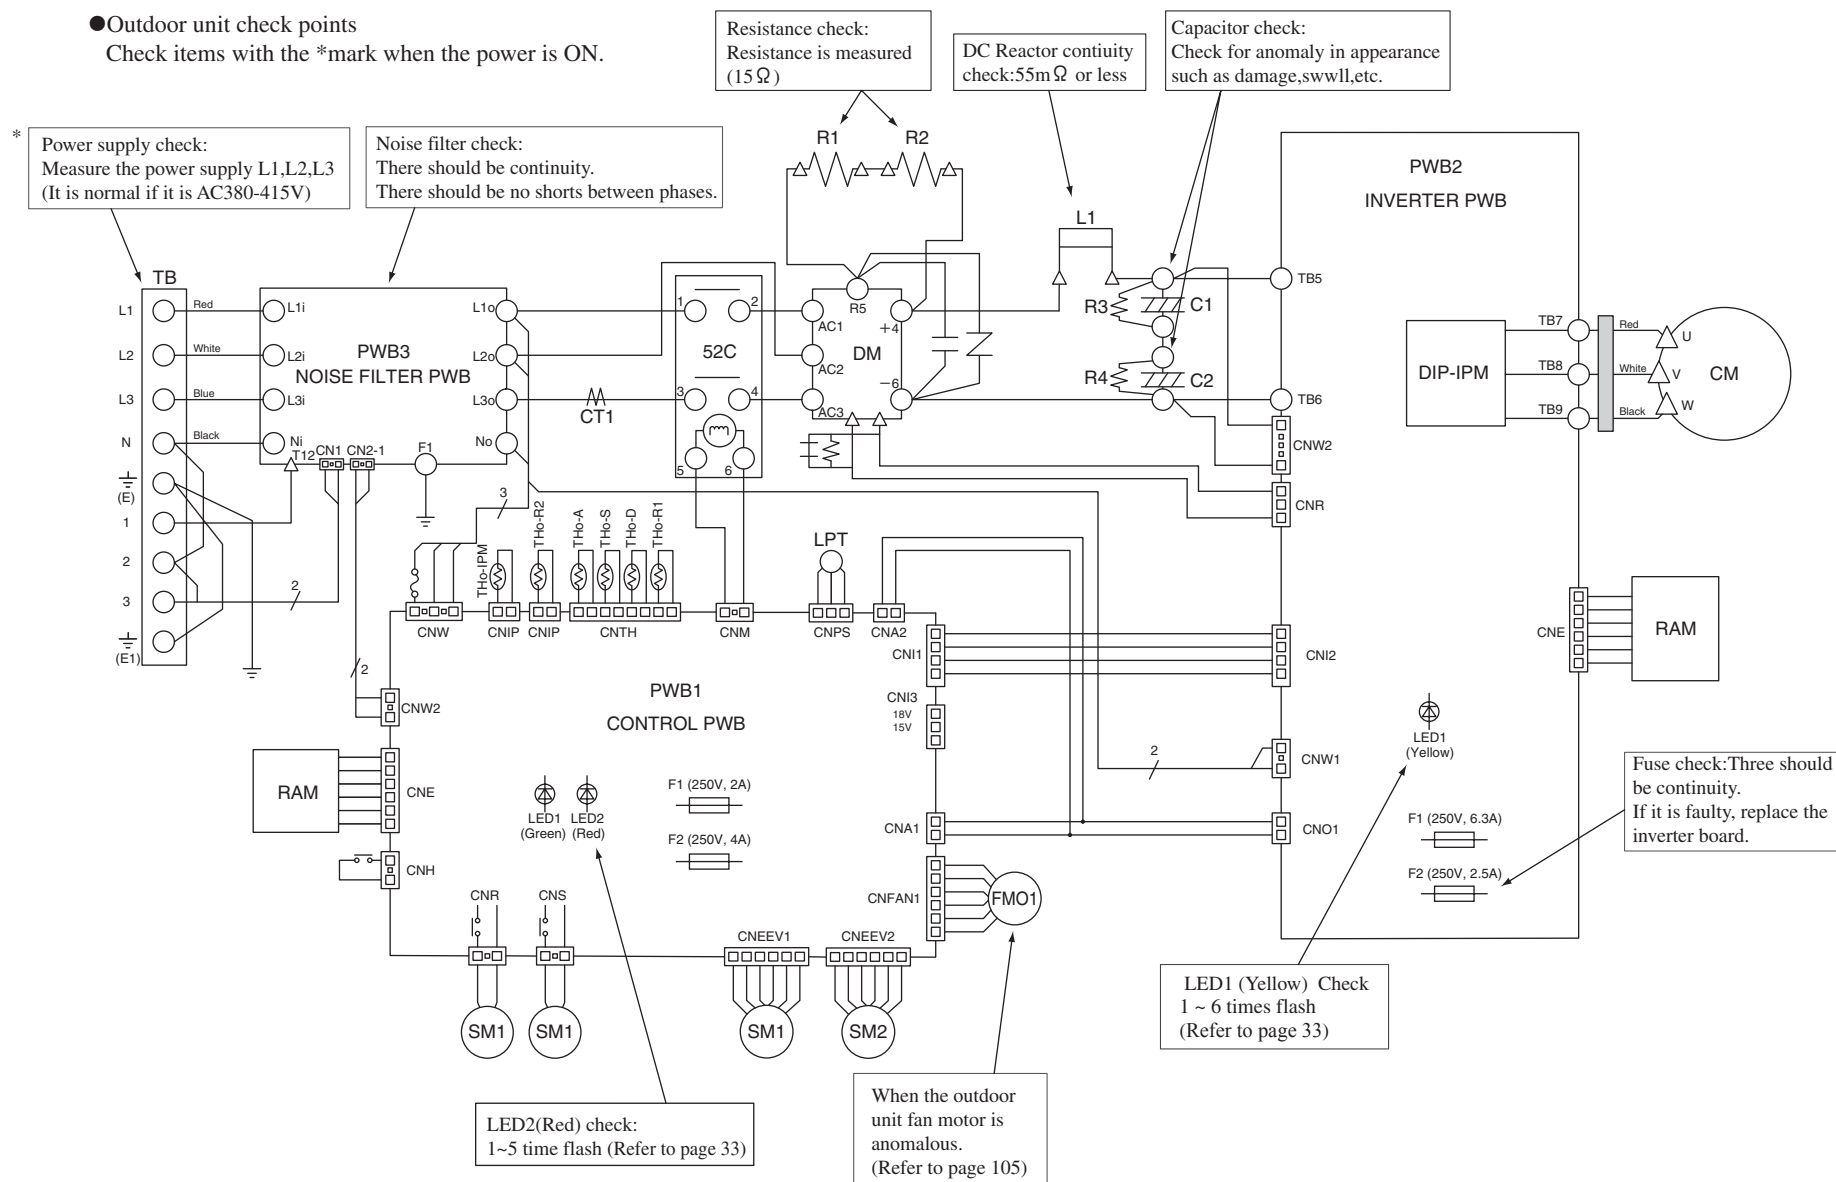 ●Outdoor unit check points
Check items with the *mark when the power is ON.
Resistance check:
Resistance is measured
(15Ω)
DC Reactor contiuity
check:55mΩ or less
Capacitor check:
Check for anomaly in appearance
such as damage,swwll,etc.
*
Power supply check:
Measure the power supply L1,L2,L3
(It is normal if it is AC380-415V)
Noise filter check:
There should be continuity.
There should be no shorts between phases.
R1
R2
L1
PWB2
INVERTER PWB
TB
L1
Red
L2
White
L3
Blue
N
Black
(E)
1
2
3
(E1)
L1i
L2i
L3i
Ni
L1o
L2o
L3o
No
PWB3
NOISE FILTER PWB
T12
CN1
CN2-1
F1
CT1
52C
1
2
3
4
5
6
R5
AC1
AC2
AC3
DM
+4
−6
R3
C1
R4
C2
TB5
TB6
CNW2
CNR
DIP-IPM
TB7
TB8
TB9
Red
White
Black
U
V
W
CM
3
2
2
THo-IPM
THo-R2
THo-A
THo-S
THo-D
THo-R1
LPT
CNW
CNIP
CNIP
CNTH
CNM
CNPS
CNA2
CNI1
CNI2
CNE
RAM
PWB1
CONTROL PWB
CNI3
18V
15V
CNW2
RAM
CNE
CNH
LED1
(Green)
LED2
(Red)
F1 (250V, 2A)
F2 (250V, 4A)
CNA1
CNFAN1
FMO1
2
CNW1
CNO1
LED1
(Yellow)
F1 (250V, 6.3A)
F2 (250V, 2.5A)
Fuse check:Three should
be continuity.
If it is faulty, replace the
inverter board.
CNR
CNS
CNEEV1
CNEEV2
SM1
SM1
SM1
SM2
LED1 (Yellow) Check
1 ~ 6 times flash
(Refer to page 33)
LED2(Red) check:
1~5 time flash (Refer to page 33)
When the outdoor
unit fan motor is
anomalous.
(Refer to page 105)